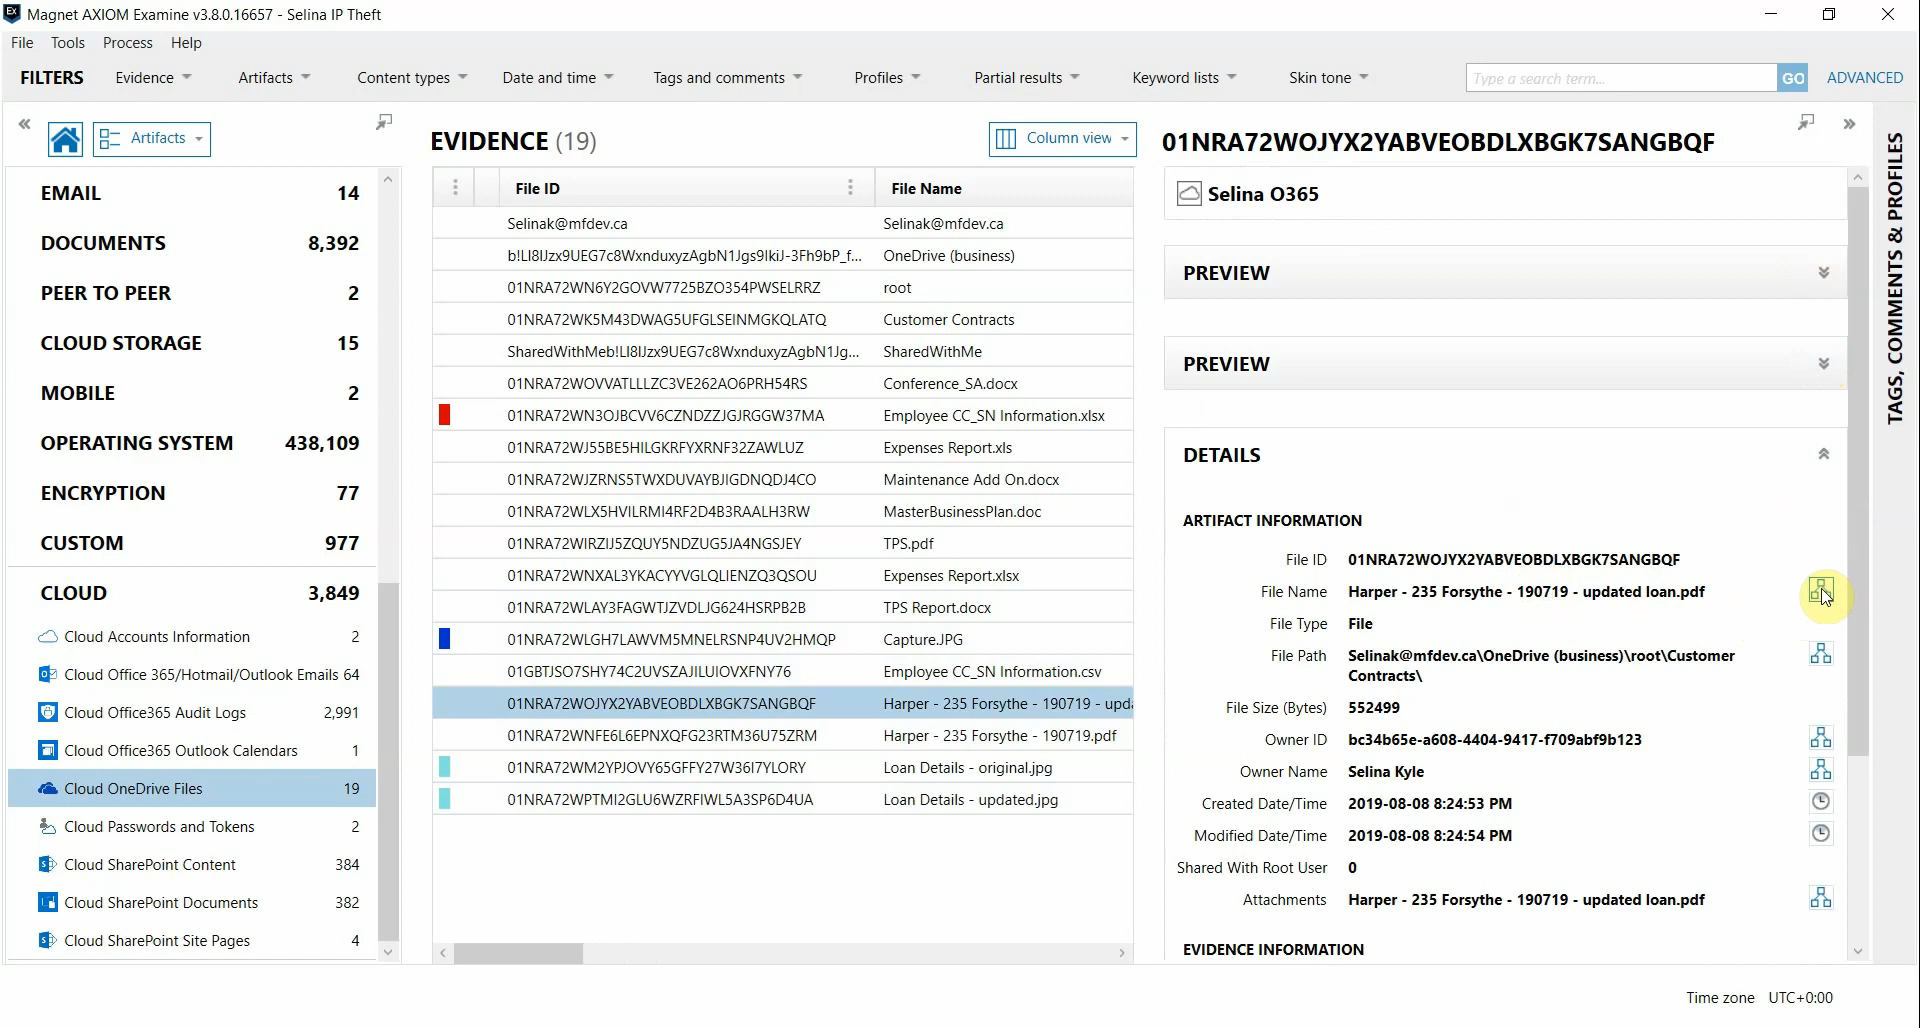 Magnet AXIOM Examine v3.8.0.16657 - Selina IP Theft
File Tools Process Help
FILTERS Evidence Artifacts Content types Date and time Tags and comments Profiles Partial results Keyword lists Skin tone Type a search term... GO ADVANCED
Artifacts
EMAIL 14
DOCUMENTS 8,392
PEER TO PEER 2
CLOUD STORAGE 15
MOBILE 2
OPERATING SYSTEM 438,109
ENCRYPTION 77
CUSTOM 977
CLOUD 3,849
Cloud Accounts Information 2
Cloud Office 365/Hotmail/Outlook Emails 64
Cloud Office365 Audit Logs 2,991
Cloud Office365 Outlook Calendars 1
Cloud OneDrive Files 19
Cloud Passwords and Tokens 2
Cloud SharePoint Content 384
Cloud SharePoint Documents 382
Cloud SharePoint Site Pages 4
EVIDENCE (19) Column view
File ID File Name
Selinak@mfdev.ca Selinak@mfdev.ca
b!LI8IJzx9UEG7c8WxnduxyzAgbN1Jgs9IkiJ-3Fh9bP_f... OneDrive (business)
01NRA72WN6Y2GOVW7725BZO354PWSELRRZ root
01NRA72WK5M43DWAG5UFGLSEINMGKQLATQ Customer Contracts
SharedWithMeb!LI8IJzx9UEG7c8WxnduxyzAgbN1Jg... SharedWithMe
01NRA72WOVVATLLLZC3VE262AO6PRH54RS Conference_SA.docx
01NRA72WN3OJBCVV6CZNDZZJGJRGGW37MA Employee CC_SN Information.xlsx
01NRA72WJ55BE5HILGKRFYXRNF32ZAWLUZ Expenses Report.xls
01NRA72WJZRNS5TWXDUVAYBJIGDNQDJ4CO Maintenance Add On.docx
01NRA72WLX5HVILRMI4RF2D4B3RAALH3RW MasterBusinessPlan.doc
01NRA72WIRZIJ5ZQUY5NDZUG5JA4NGSJEY TPS.pdf
01NRA72WNXAL3YKACYYVGLQLIENZQ3QSOU Expenses Report.xlsx
01NRA72WLAY3FAGWTJZVDLJG624HSRPB2B TPS Report.docx
01NRA72WLGH7LAWVM5MNELRSNP4UV2HMQP Capture.JPG
01GBTJSO7SHY74C2UVSZAJILUIOVXFNY76 Employee CC_SN Information.csv
01NRA72WOJYX2YABVEOBDLXBGK7SANGBQF Harper - 235 Forsythe - 190719 - upda
01NRA72WNFE6L6EPNXQFG23RTM36U75ZRM Harper - 235 Forsythe - 190719.pdf
01NRA72WM2YPJOVY65GFFY27W36I7YLORY Loan Details - original.jpg
01NRA72WPTMI2GLU6WZRFIWL5A3SP6D4UA Loan Details - updated.jpg
01NRA72WOJYX2YABVEOBDLXBGK7SANGBQF
Selina O365
PREVIEW
PREVIEW
DETAILS
ARTIFACT INFORMATION
File ID 01NRA72WOJYX2YABVEOBDLXBGK7SANGBQF
File Name Harper - 235 Forsythe - 190719 - updated loan.pdf
File Type File
File Path Selinak@mfdev.ca\OneDrive (business)\root\Customer
Contracts\
File Size (Bytes) 552499
Owner ID bc34b65e-a608-4404-9417-f709abf9b123
Owner Name Selina Kyle
Created Date/Time 2019-08-08 8:24:53 PM
Modified Date/Time 2019-08-08 8:24:54 PM
Shared With Root User 0
Attachments Harper - 235 Forsythe - 190719 - updated loan.pdf
EVIDENCE INFORMATION
TAGS, COMMENTS & PROFILES
Time zone UTC+0:00